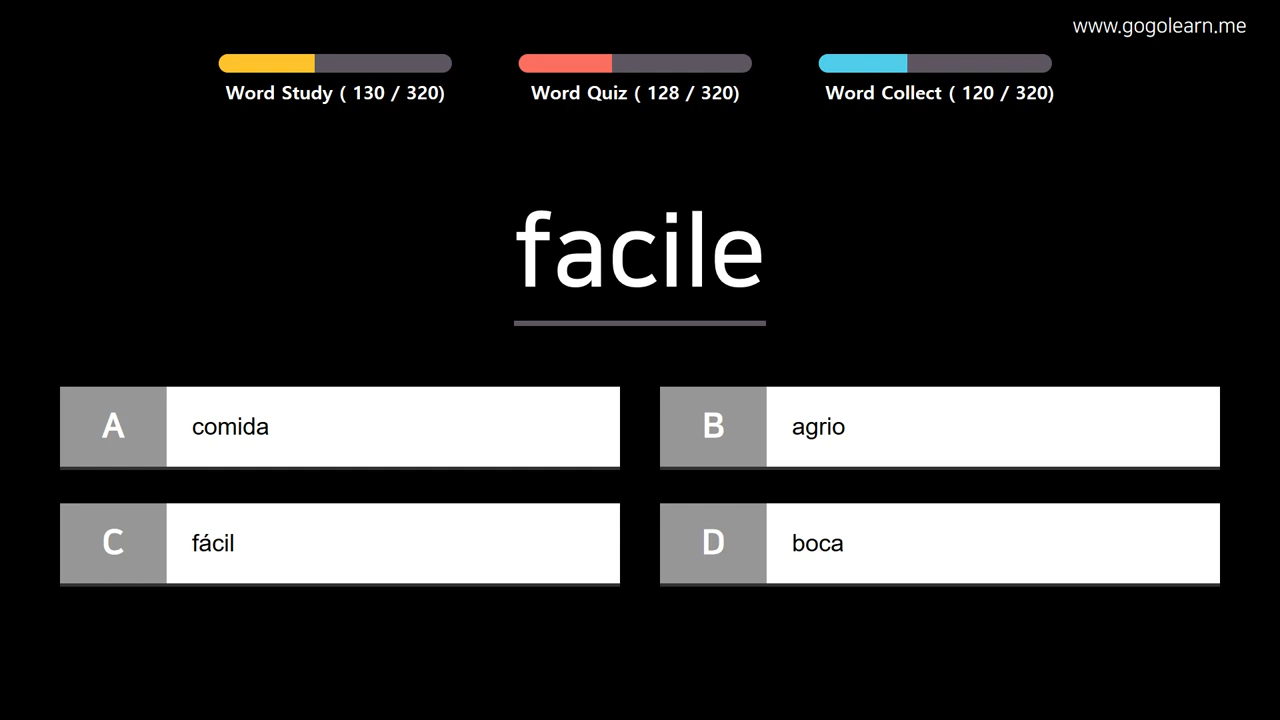 www.gogolearn.me
Word Study ( 130 / 320)
Word Quiz ( 128 / 320)
Word Collect ( 120 / 320)
facile
A comida
B agrio
C fácil
D boca